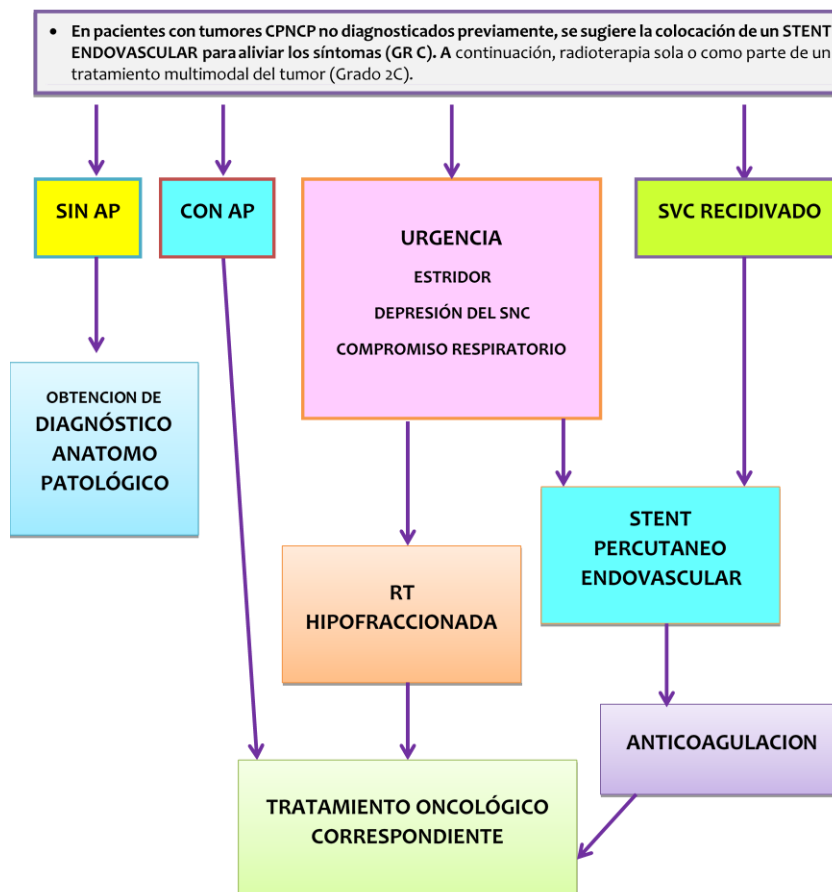 • En pacientes con tumores CPNCP no diagnosticados previamente, se sugiere la colocación de un STENT
ENDOVASCULAR para aliviar los síntomas (GR C). A continuación, radioterapia sola o como parte de un
tratamiento multimodal del tumor (Grado 2C).
SIN AP
CON AP
URGENCIA
ESTRIDOR
DEPRESIÓN DEL SNC
COMPROMISO RESPIRATORIO
SVC RECIDIVADO
OBTENCION DE
DIAGNÓSTICO
ANATOMO
PATOLÓGICO
STENT
PERCUTANEO
ENDOVASCULAR
RT
HIPOFRACCIONADA
ANTICOAGULACION
TRATAMIENTO ONCOLÓGICO
CORRESPONDIENTE